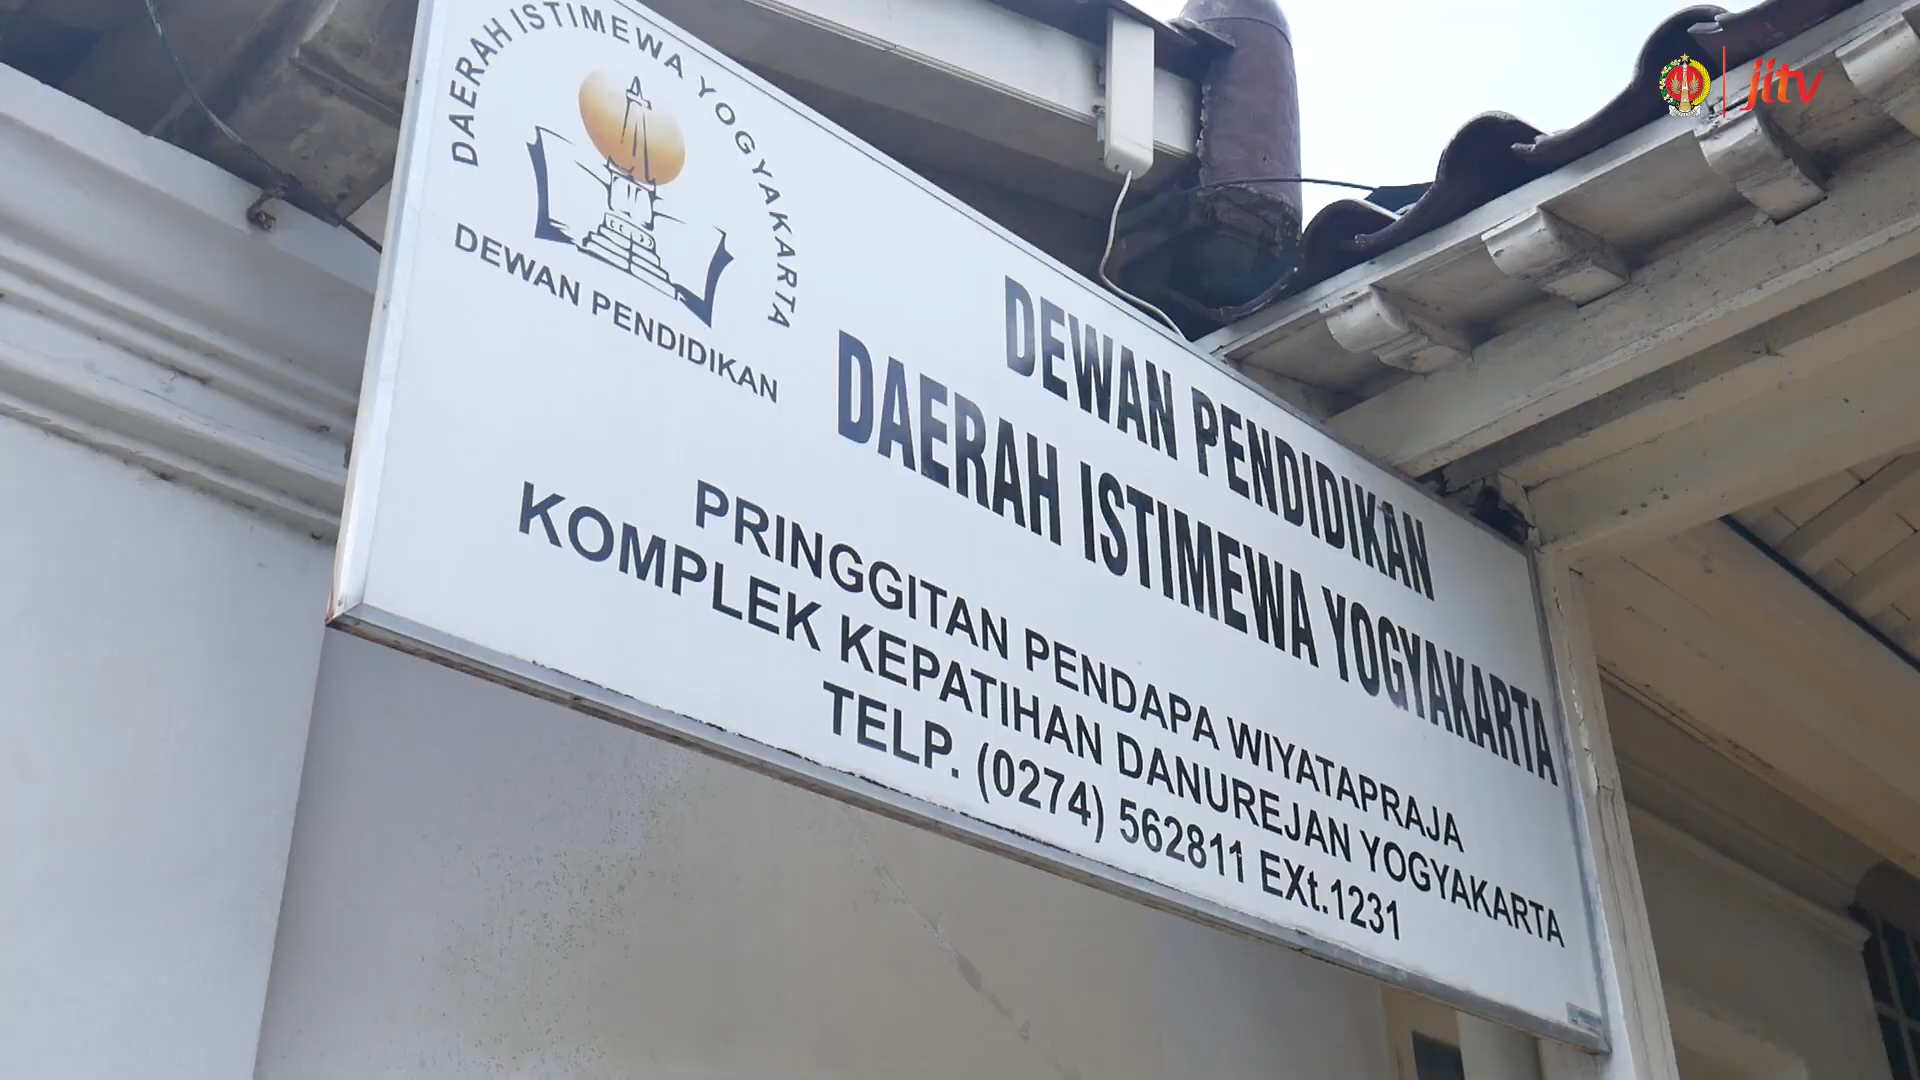 DAERAH ISTIMEWA YOGYAKARTA
DEWAN PENDIDIKAN
DEWAN PENDIDIKAN
DAERAH ISTIMEWA YOGYAKARTA
PRINGGITAN PENDAPA WIYATAPRAJA
KOMPLEK KEPATIHAN DANUREJAN YOGYAKARTA
TELP. (0274) 562811 EXt.1231
jitv